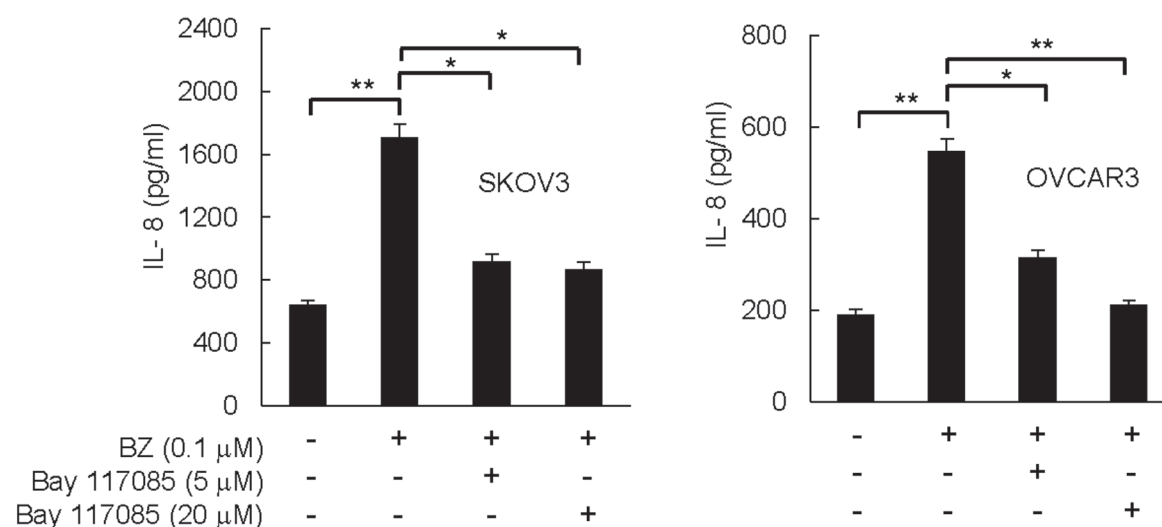 2400
2000
1600
1200
800
400
0
IL- 8 (pg/ml)
**
*
*
SKOV3
800
600
400
200
0
IL- 8 (pg/ml)
**
*
**
OVCAR3
BZ (0.1 μM) - + + + - + + +
Bay 117085 (5 μM) - - + - - - + -
Bay 117085 (20 μM) - - - + - - - +